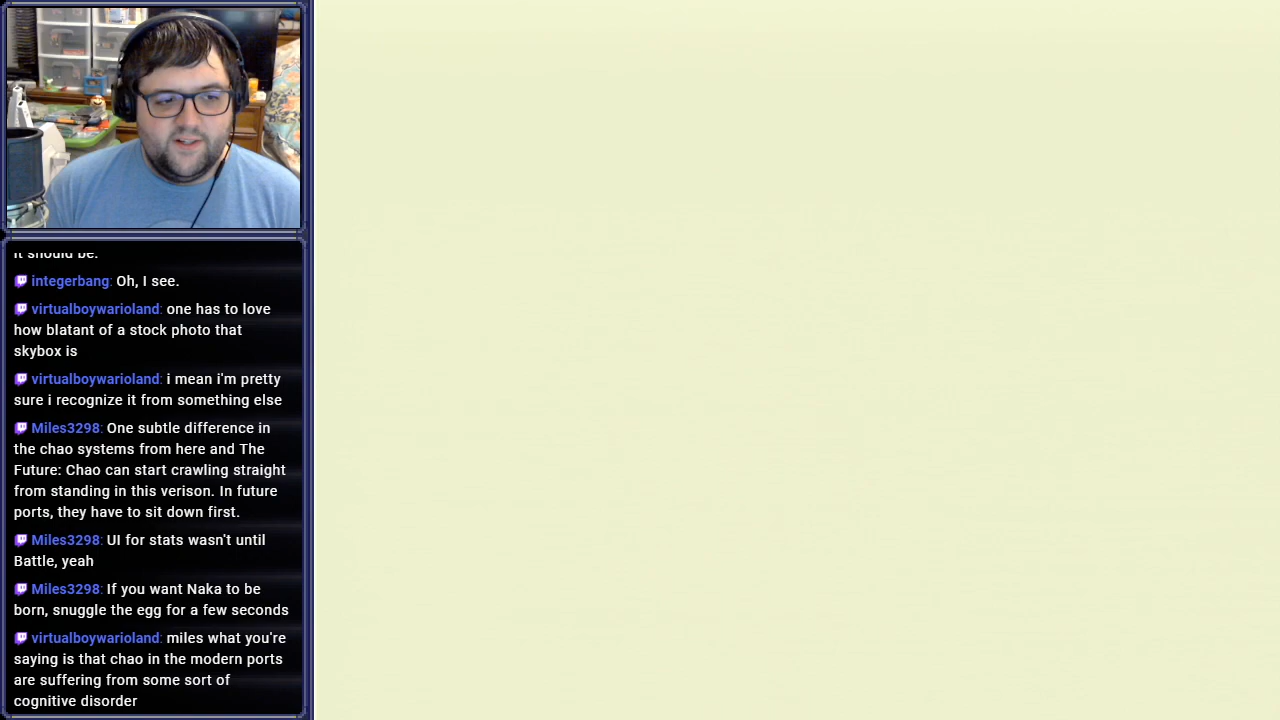 it should be.
integerbang: Oh, I see.
virtualboywarioland: one has to love
how blatant of a stock photo that
skybox is
virtualboywarioland: i mean i'm pretty
sure i recognize it from something else
Miles3298: One subtle difference in
the chao systems from here and The
Future: Chao can start crawling straight
from standing in this verison. In future
ports, they have to sit down first.
Miles3298: UI for stats wasn't until
Battle, yeah
Miles3298: If you want Naka to be
born, snuggle the egg for a few seconds
virtualboywarioland: miles what you're
saying is that chao in the modern ports
are suffering from some sort of
cognitive disorder